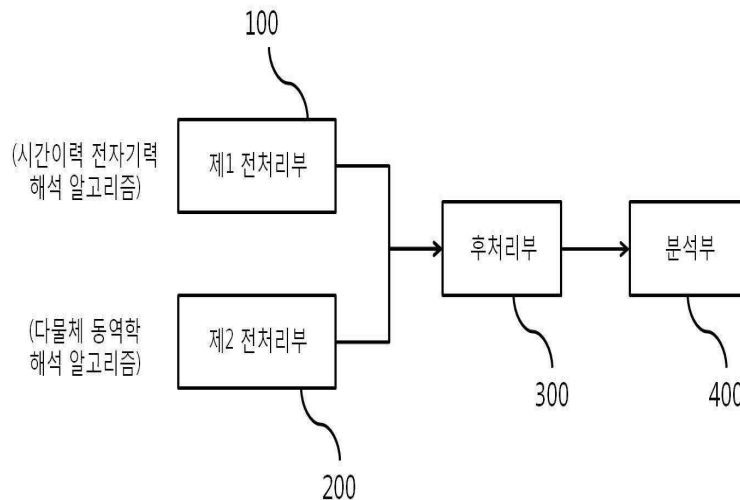 100
(시간이력 전자기력
해석 알고리즘)
제1 전처리부
후처리부
분석부
(다물체 동역학
해석 알고리즘)
제2 전처리부
300
400
200